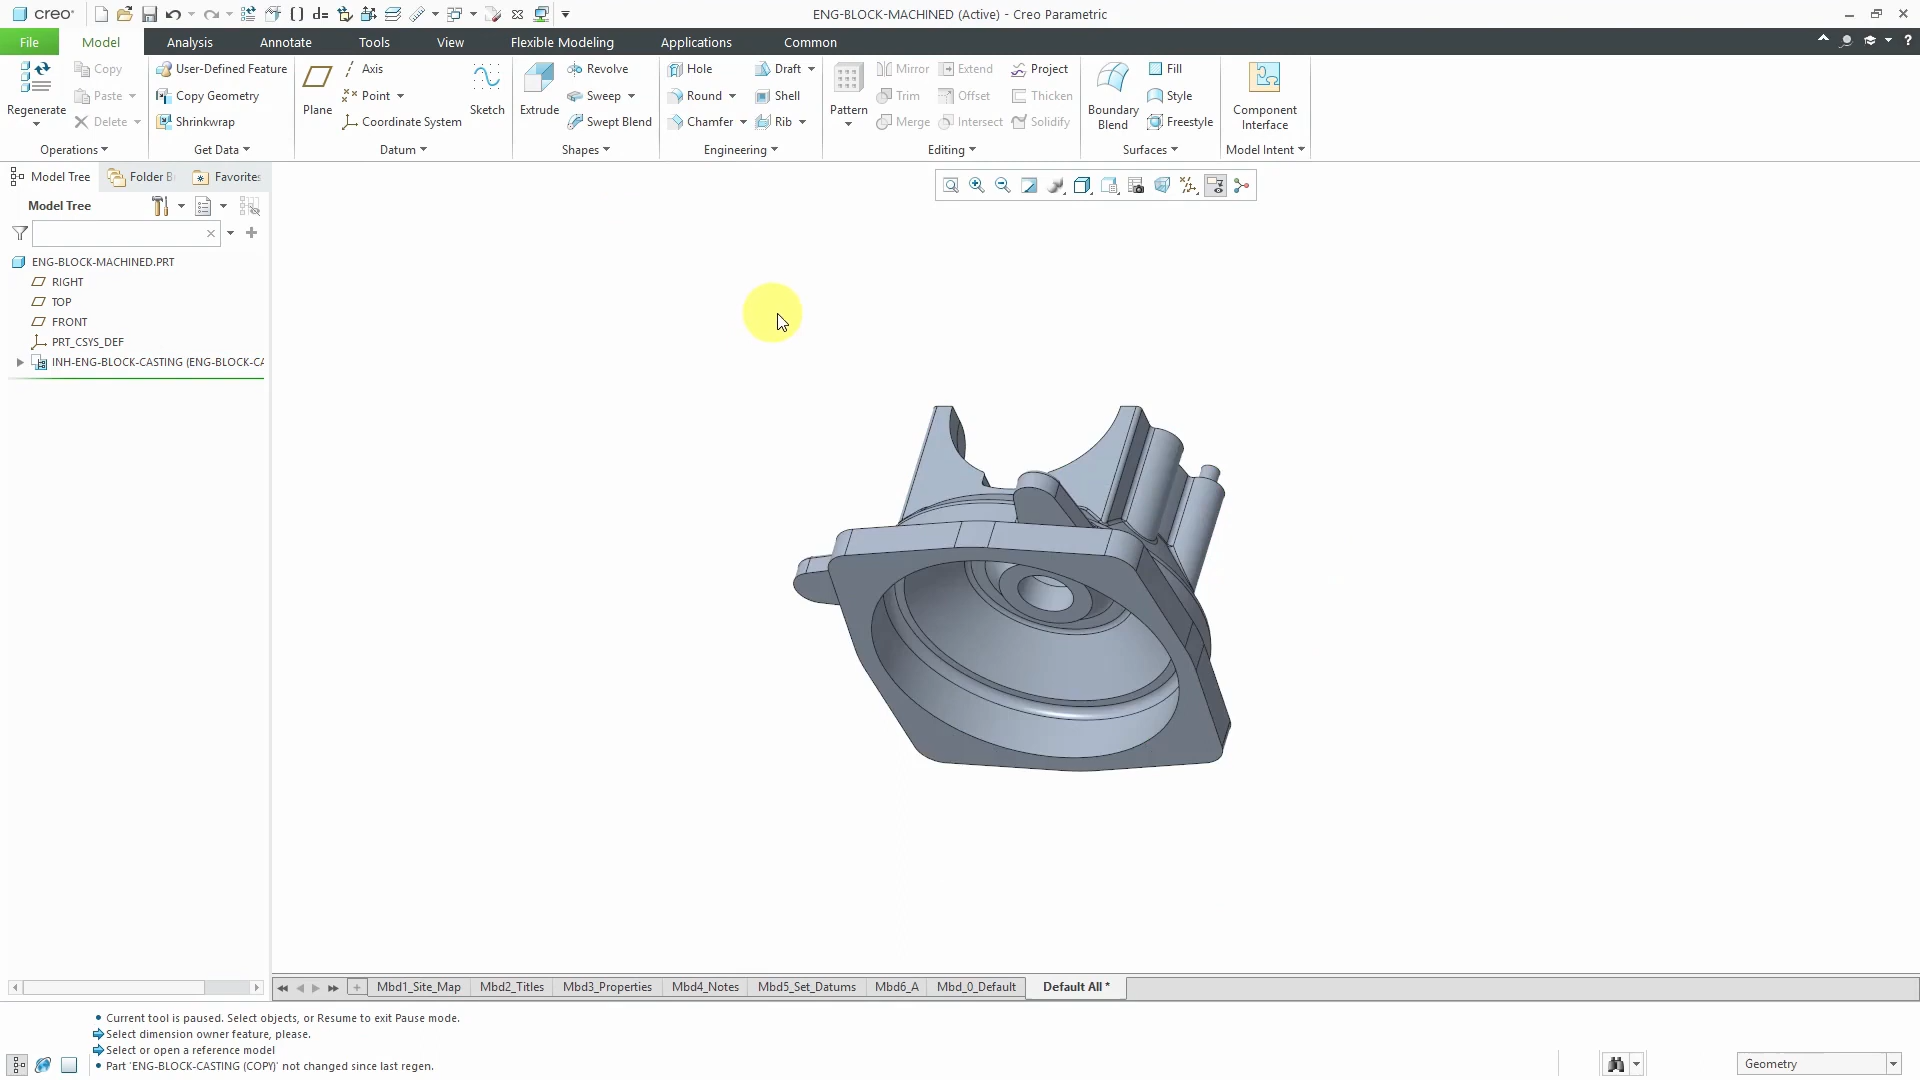 creo
ENG-BLOCK-MACHINED (Active) - Creo Parametric
File
Model
Analysis
Annotate
Tools
View
Flexible Modeling
Applications
Common
Regenerate
Copy
Paste
Delete
Operations
User-Defined Feature
Copy Geometry
Shrinkwrap
Get Data
Plane
Axis
Point
Coordinate System
Sketch
Datum
Extrude
Revolve
Sweep
Swept Blend
Shapes
Hole
Round
Chamfer
Draft
Shell
Rib
Engineering
Pattern
Mirror
Trim
Merge
Extend
Offset
Intersect
Project
Thicken
Solidify
Editing
Boundary
Blend
Fill
Style
Freestyle
Surfaces
Component
Interface
Model Intent
Model Tree
Folder B
Favorites
Model Tree
ENG-BLOCK-MACHINED.PRT
RIGHT
TOP
FRONT
PRT_CSYS_DEF
INH-ENG-BLOCK-CASTING (ENG-BLOCK-CA
Mbd1_Site_Map
Mbd2_Titles
Mbd3_Properties
Mbd4_Notes
Mbd5_Set_Datums
Mbd6_A
Mbd_0_Default
Default All *
• Current tool is paused. Select objects, or Resume to exit Pause mode.
Select dimension owner feature, please.
Select or open a reference model
• Part 'ENG-BLOCK-CASTING (COPY)' not changed since last regen.
Geometry